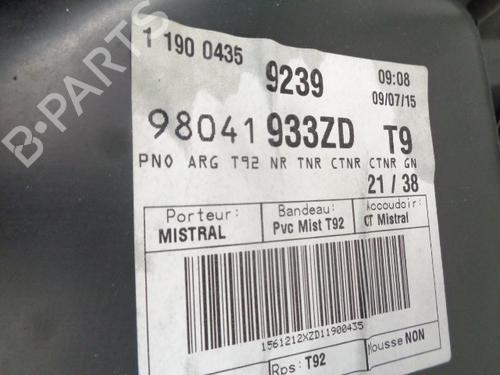 B-PARTS
1 190 0435
9239
09:08
09/07/15
98041 933ZD T9
PNO ARG T92 NR TNR CTNR CTNR GN
21 / 38
Porteur: Bandeau: Accoudoir:
MISTRAL Pvc Mist T92 CT Mistral
1561212XZD11900435
Rps: T92
Mousse NON